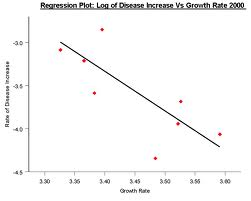 Regression Plot: Log of Disease Increase Vs Growth Rate 2000
-3.0
-3.5
-4.0
-4.5
Rate of Disease Increase
3.30 3.35 3.40 3.45 3.50 3.55 3.60
Growth Rate